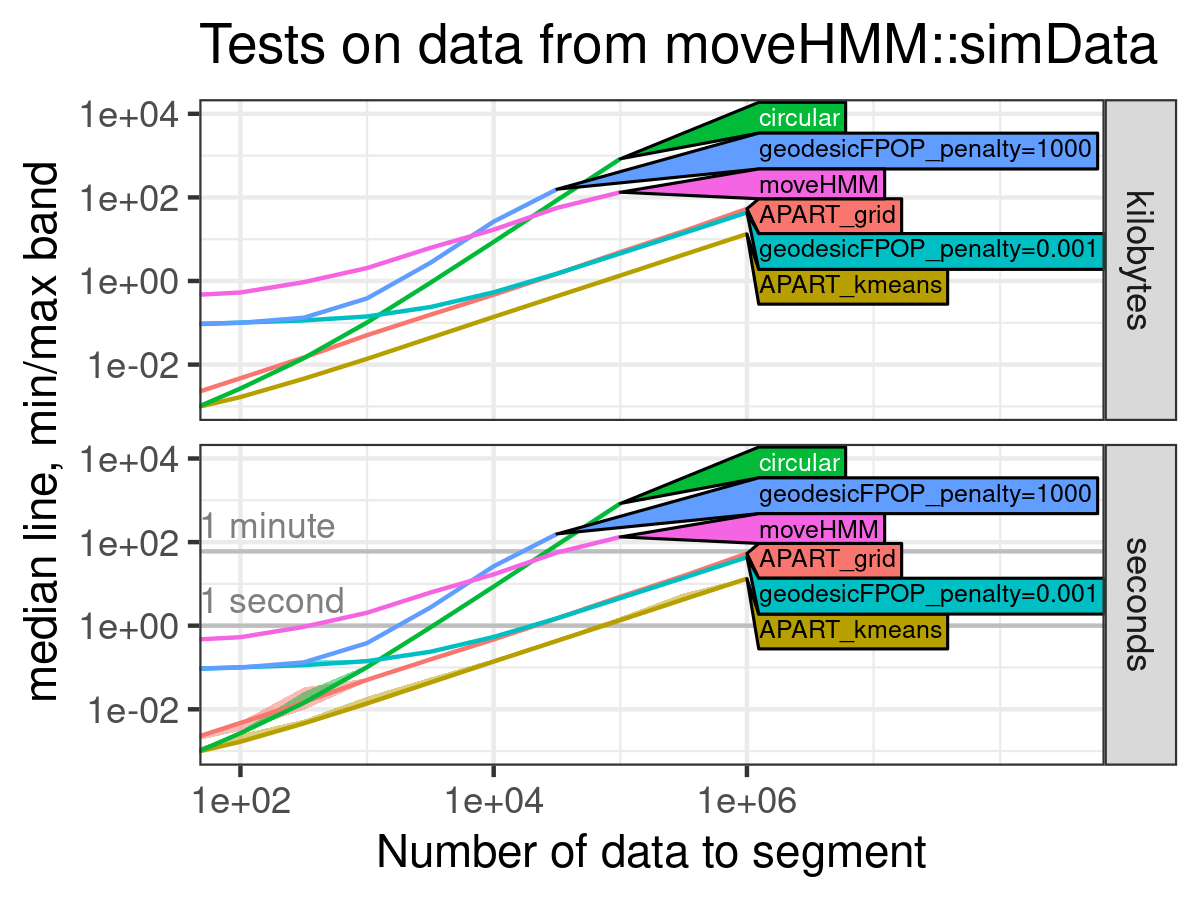 Tests on data from moveHMM::simData
median line, min/max band
1e+04
1e+02
1e+00
1e-02
circular
geodesicFPOP_penalty=1000
moveHMM
APART_grid
geodesicFPOP_penalty=0.001
APART_kmeans
kilobytes
1e+04
1e+02
1e+00
1e-02
1 minute
1 second
circular
geodesicFPOP_penalty=1000
moveHMM
APART_grid
geodesicFPOP_penalty=0.001
APART_kmeans
seconds
1e+02
1e+04
1e+06
Number of data to segment